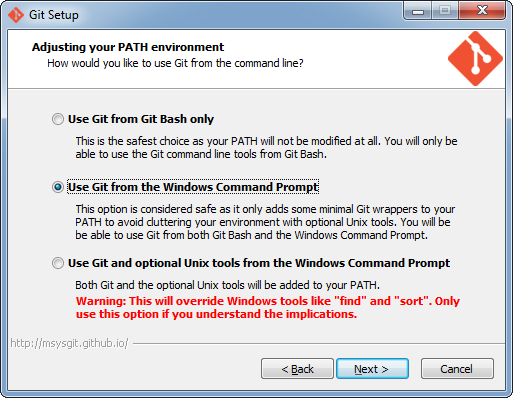 Git Setup
Adjusting your PATH environment
How would you like to use Git from the command line?
Use Git from Git Bash only
This is the safest choice as your PATH will not be modified at all. You will only be
able to use the Git command line tools from Git Bash.
Use Git from the Windows Command Prompt
This option is considered safe as it only adds some minimal Git wrappers to your
PATH to avoid cluttering your environment with optional Unix tools. You will be
be able to use Git from both Git Bash and the Windows Command Prompt.
Use Git and optional Unix tools from the Windows Command Prompt
Both Git and the optional Unix tools will be added to your PATH.
Warning: This will override Windows tools like "find" and "sort". Only
use this option if you understand the implications.
http://msysgit.github.io/
< Back Next > Cancel